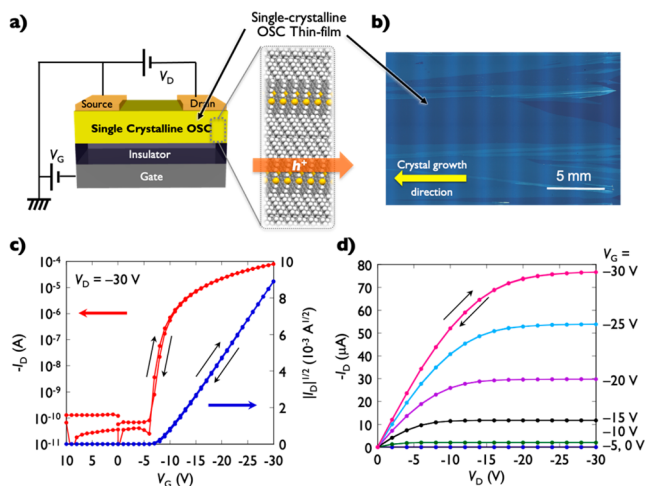 a)
Single-crystalline
OSC Thin-film
b)
V_D
Source
Drain
Single Crystalline OSC
V_G
Insulator
Gate
h+
Crystal growth
direction
5 mm
c)
d)
V_G =
10^-4
10^-5
10^-6
10^-7
10^-8
10^-9
10^-10
10^-11
-I_D (A)
V_D = −30 V
10
8
6
4
2
0
|I_D|^1/2 (10^-3 A^1/2)
10 5 0 -5 -10 -15 -20 -25 -30
V_G (V)
80
70
60
50
40
30
20
10
0
-I_D (μA)
−30 V
−25 V
−20 V
−15 V
−10 V
−5, 0 V
0 -5 -10 -15 -20 -25 -30
V_D (V)